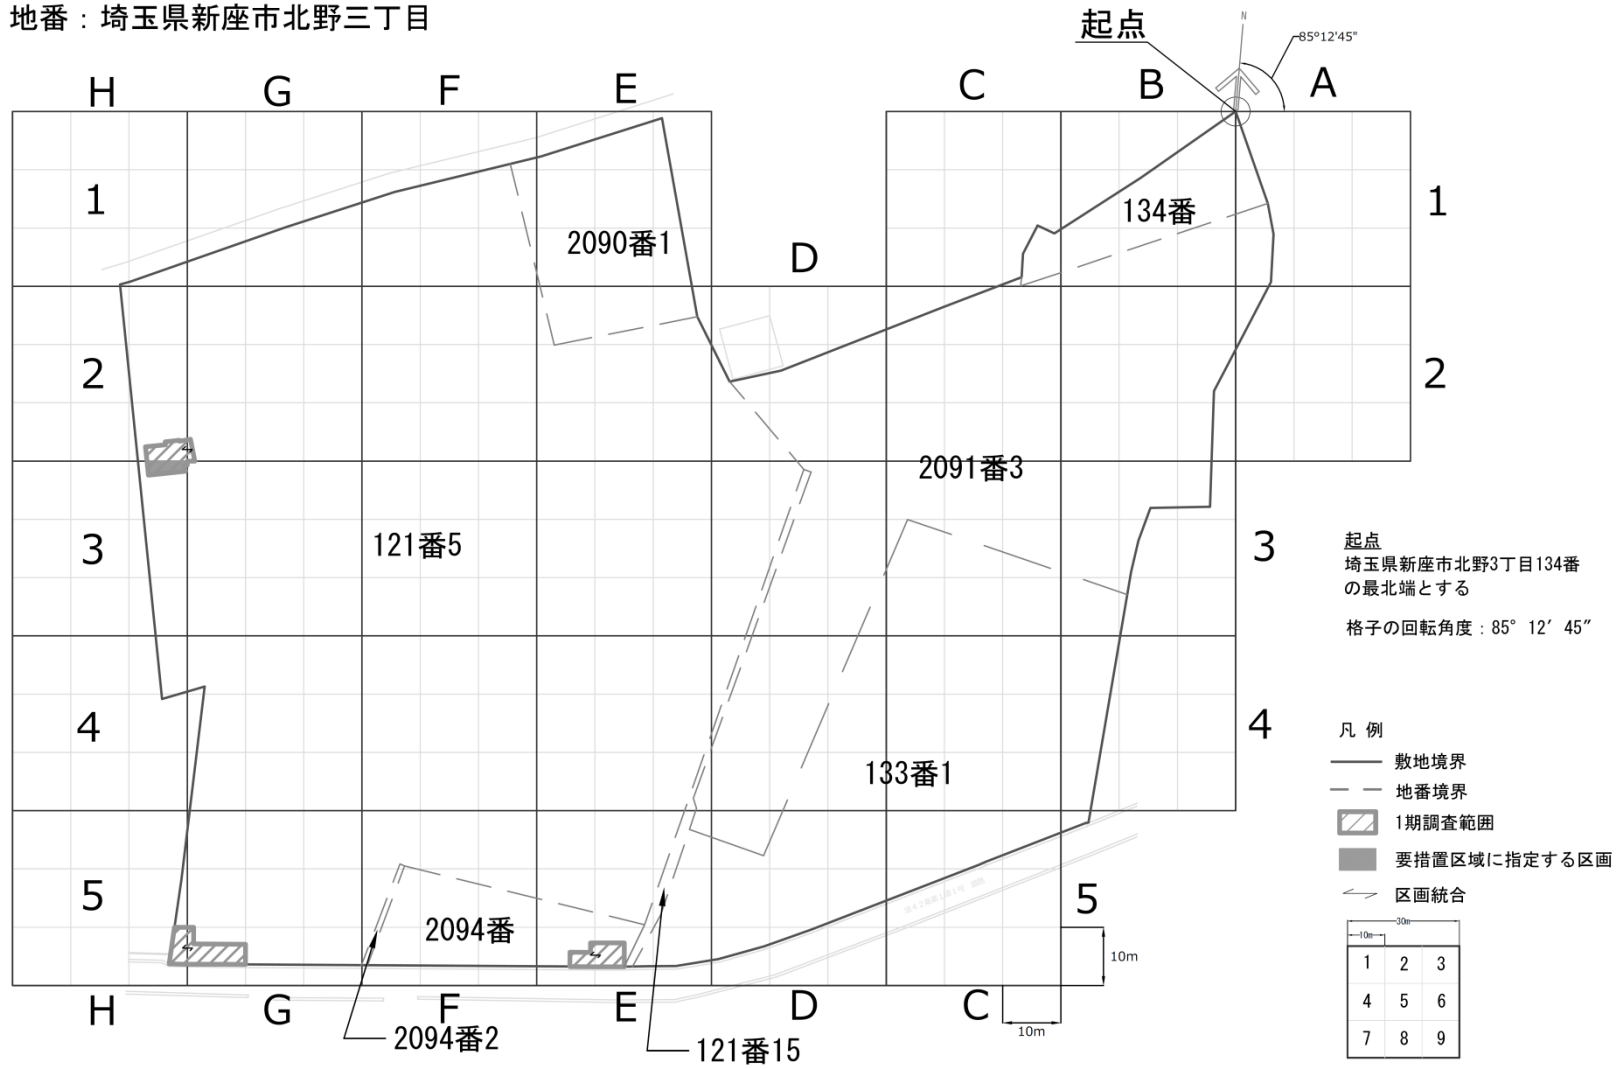 地番：埼玉県新座市北野三丁目
起点
N
85°12'45"
H G F E C B A
1
2
3
4
5
D
1
2
3
4
5
2090番1
134番
2091番3
121番5
133番1
2094番
2094番2
121番15
H G F E D C
10m
10m
起点
埼玉県新座市北野3丁目134番
の最北端とする
格子の回転角度：85° 12′ 45″
凡 例
敷地境界
地番境界
1期調査範囲
要措置区域に指定する区画
区画統合
30m
10m
1 2 3
4 5 6
7 8 9